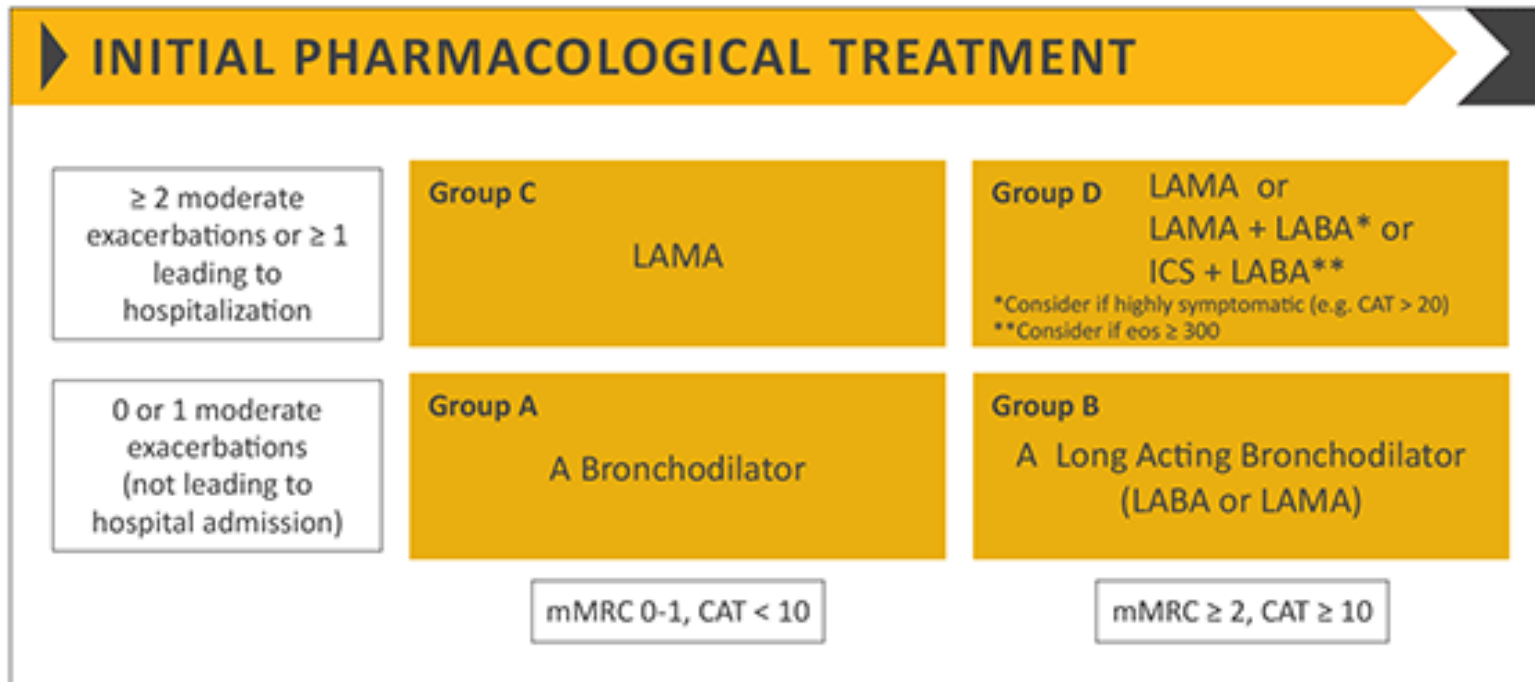 INITIAL PHARMACOLOGICAL TREATMENT
≥ 2 moderate
exacerbations or ≥ 1
leading to
hospitalization
Group C
LAMA
Group D
LAMA or
LAMA + LABA* or
ICS + LABA**
*Consider if highly symptomatic (e.g. CAT > 20)
**Consider if eos ≥ 300
0 or 1 moderate
exacerbations
(not leading to
hospital admission)
Group A
A Bronchodilator
Group B
A Long Acting Bronchodilator
(LABA or LAMA)
mMRC 0-1, CAT < 10
mMRC ≥ 2, CAT ≥ 10